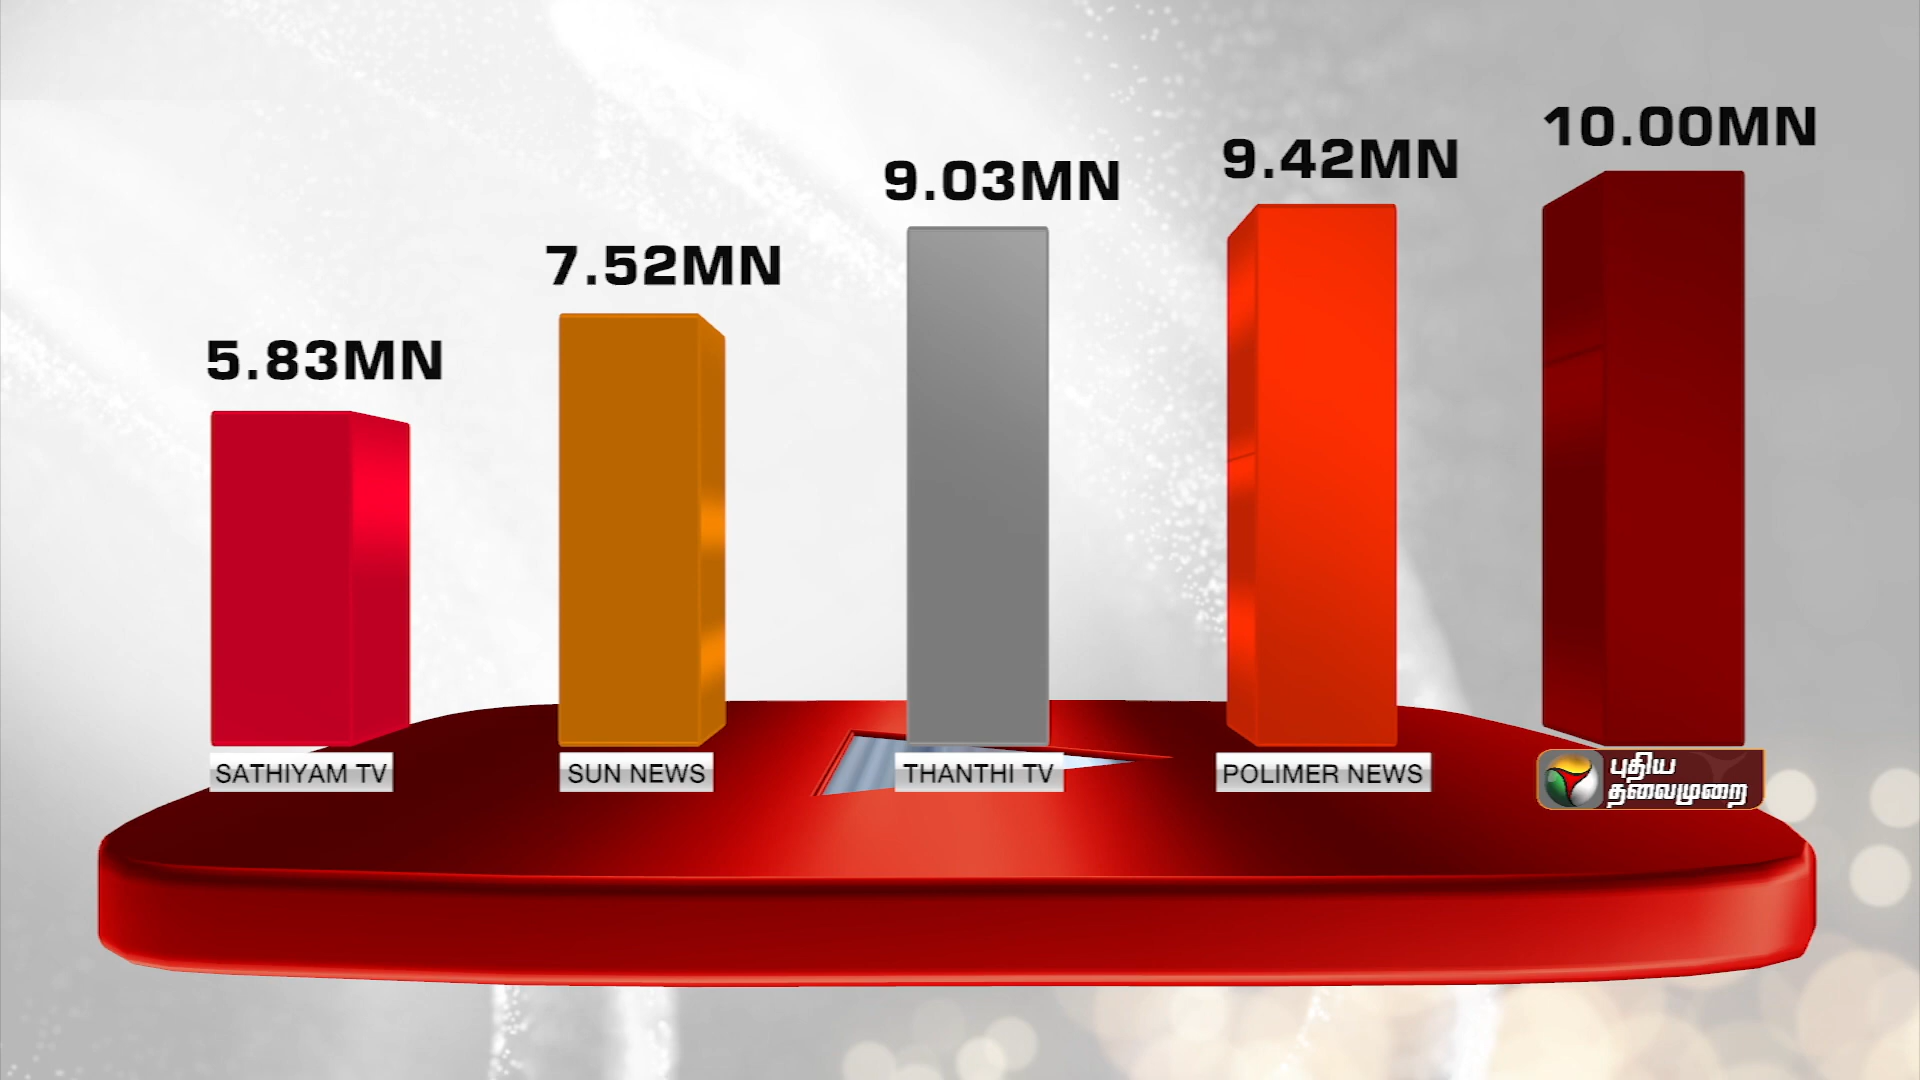 10.00MN
9.42MN
9.03MN
7.52MN
5.83MN
SATHIYAM TV
SUN NEWS
THANTHI TV
POLIMER NEWS
புதிய
தலைமுறை